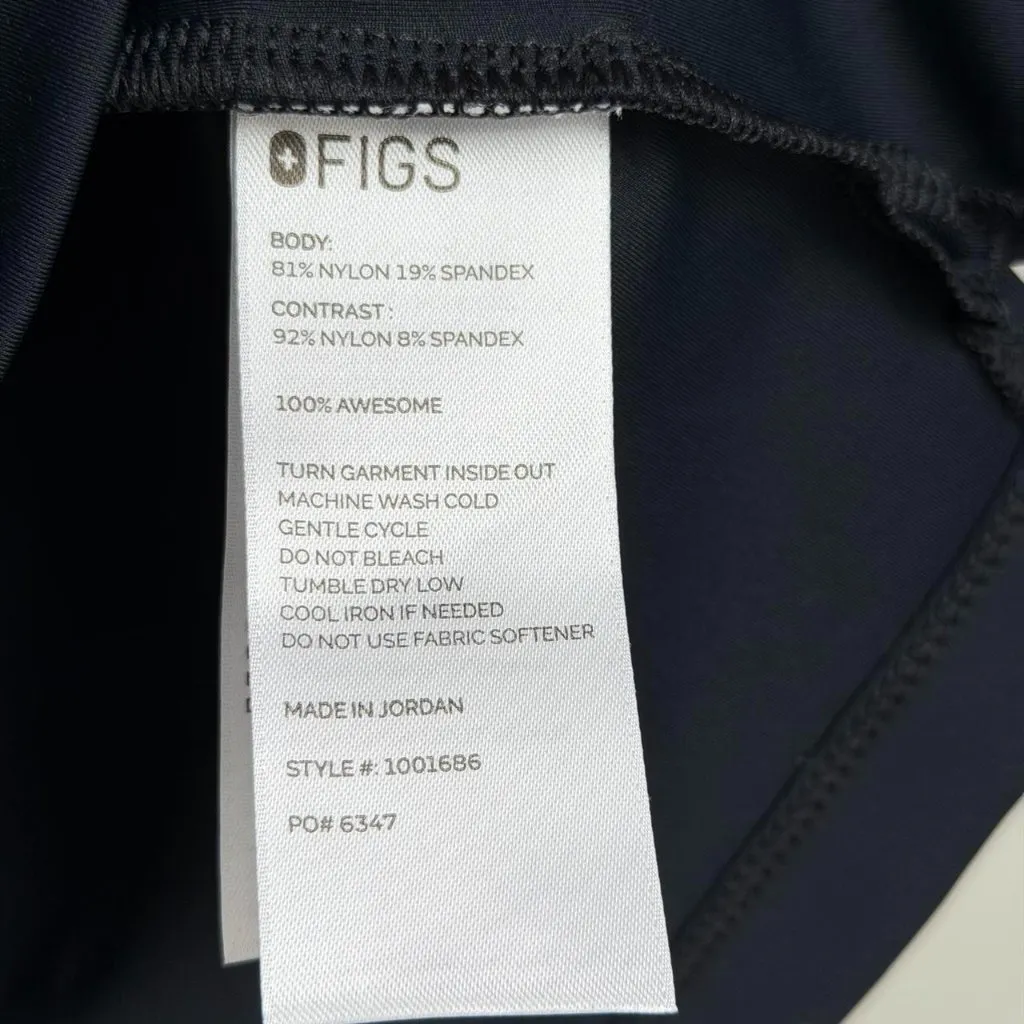 FIGS
BODY:
81% NYLON 19% SPANDEX
CONTRAST :
92% NYLON 8% SPANDEX
100% AWESOME
TURN GARMENT INSIDE OUT
MACHINE WASH COLD
GENTLE CYCLE
DO NOT BLEACH
TUMBLE DRY LOW
COOL IRON IF NEEDED
DO NOT USE FABRIC SOFTENER
MADE IN JORDAN
STYLE #: 1001686
PO# 6347